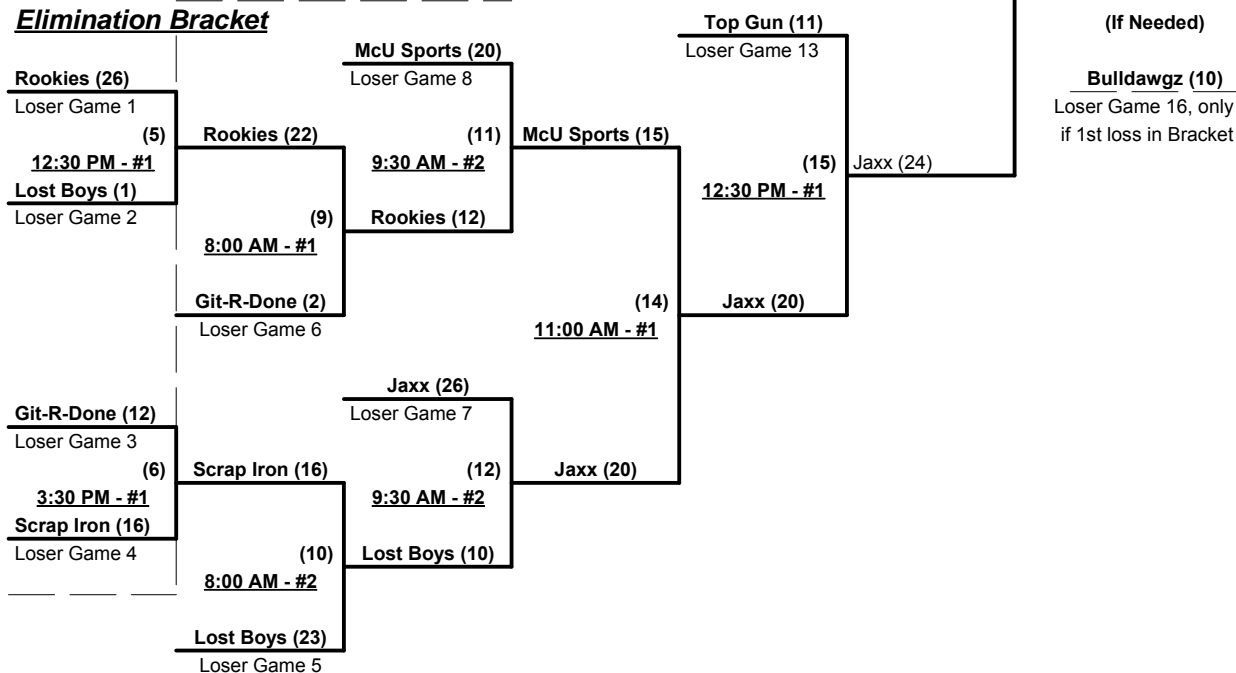 Elimination Bracket
Top Gun (11)
Loser Game 13
(If Needed)
McU Sports (20)
Loser Game 8
Rookies (26)
Loser Game 1
Bulldawgz (10)
Loser Game 16, only
if 1st loss in Bracket
(5)
12:30 PM - #1
Rookies (22)
(11)
9:30 AM - #2
McU Sports (15)
(15)
12:30 PM - #1
Jaxx (24)
Lost Boys (1)
Loser Game 2
(9)
8:00 AM - #1
Rookies (12)
Git-R-Done (2)
Loser Game 6
(14)
11:00 AM - #1
Jaxx (20)
Jaxx (26)
Loser Game 7
Git-R-Done (12)
Loser Game 3
(6)
3:30 PM - #1
Scrap Iron (16)
(12)
9:30 AM - #2
Jaxx (20)
Scrap Iron (16)
Loser Game 4
(10)
8:00 AM - #2
Lost Boys (10)
Lost Boys (23)
Loser Game 5